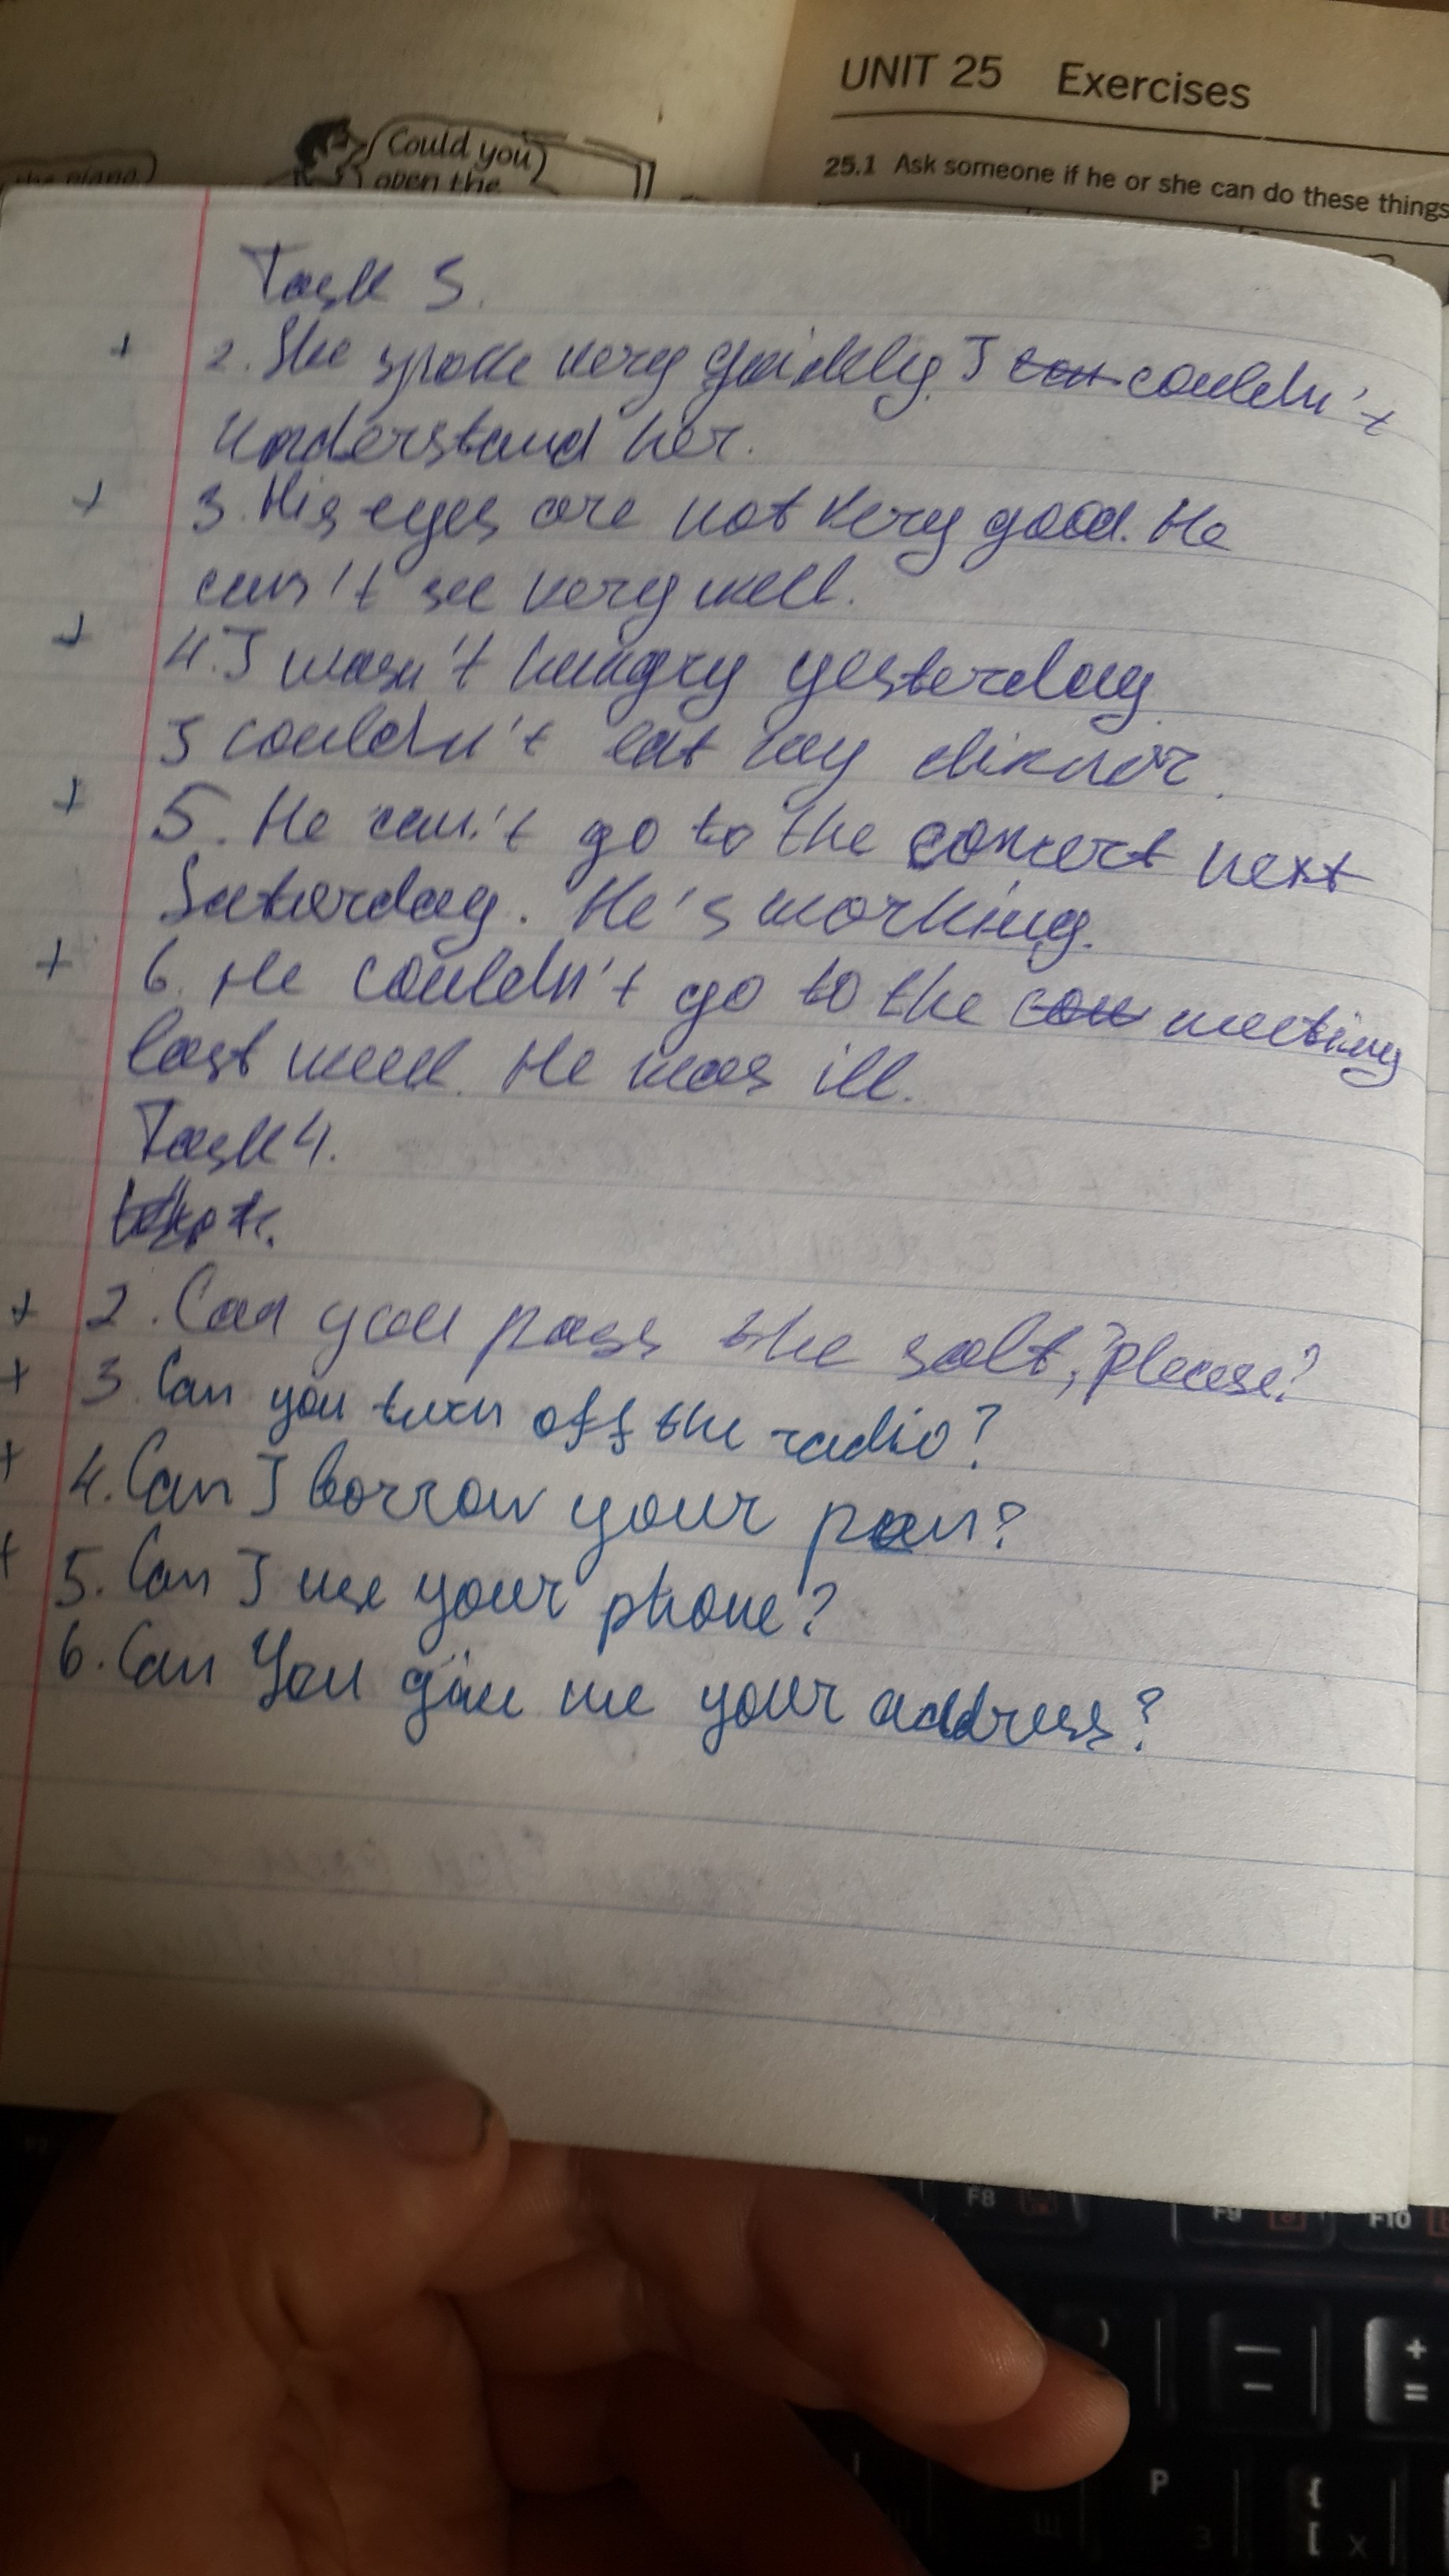 UNIT 25 Exercises
Could you
open the
the piano
25.1 Ask someone if he or she can do these things
Task 3.
+ 2. She spoke very quickly. I couldn't
understand her.
+ 3. His eyes are not very good. He
can't see very well.
+ 4. I wasn't hungry yesterday.
I couldn't eat my dinner.
+ 5. He can't go to the concert next
Saturday. He's working.
+ 6. He couldn't go to the meeting
last week. He was ill.
Task 4.
+ 2. Can you pass the salt, please?
+ 3. Can you turn off the radio?
+ 4. Can I borrow your pen?
+ 5. Can I use your phone?
6. Can You give me your address?
F8 F9 F10
+
=
P
{
[